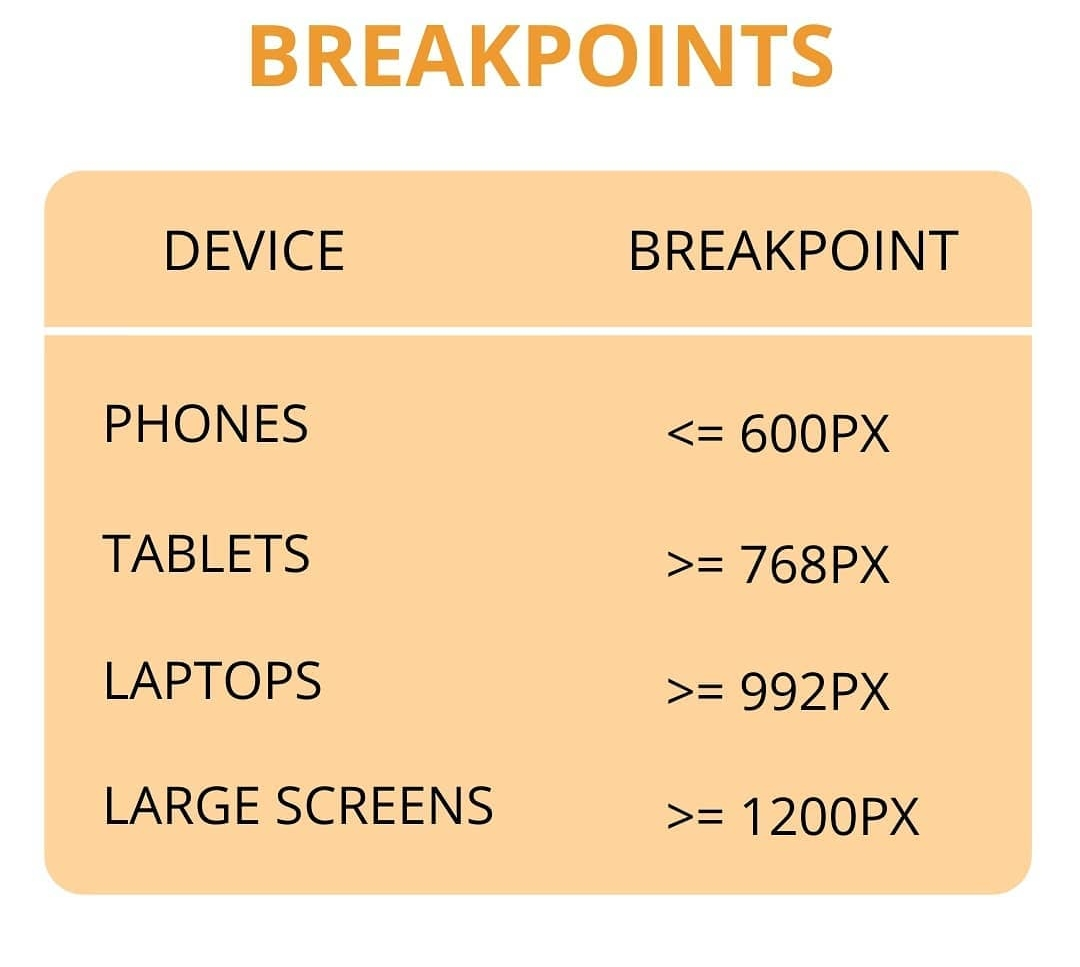 BREAKPOINTS
DEVICE BREAKPOINT
PHONES <= 600PX
TABLETS >= 768PX
LAPTOPS >= 992PX
LARGE SCREENS >= 1200PX